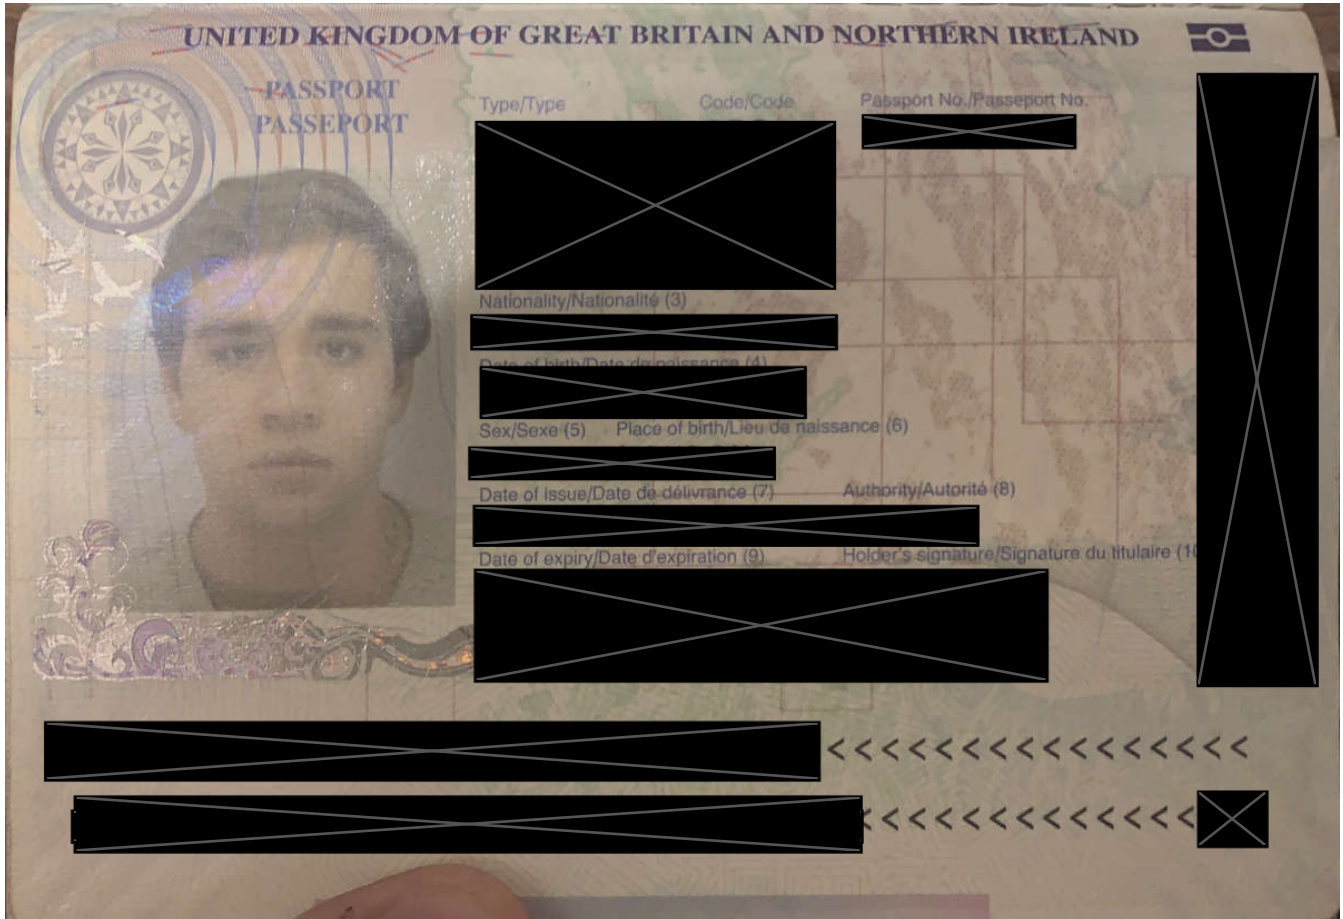 UNITED KINGDOM OF GREAT BRITAIN AND NORTHERN IRELAND
PASSPORT
PASSEPORT
Type/Type Code/Code Passport No./Passeport No.
Nationality/Nationalité (3)
Date of birth/Date de naissance (4)
Sex/Sexe (5) Place of birth/Lieu de naissance (6)
Date of issue/Date de délivrance (7) Authority/Autorité (8)
Date of expiry/Date d'expiration (9) Holder's signature/Signature du titulaire (10
<<<<<<<<<<<<<<<<
<<<<<<<<<<<<<